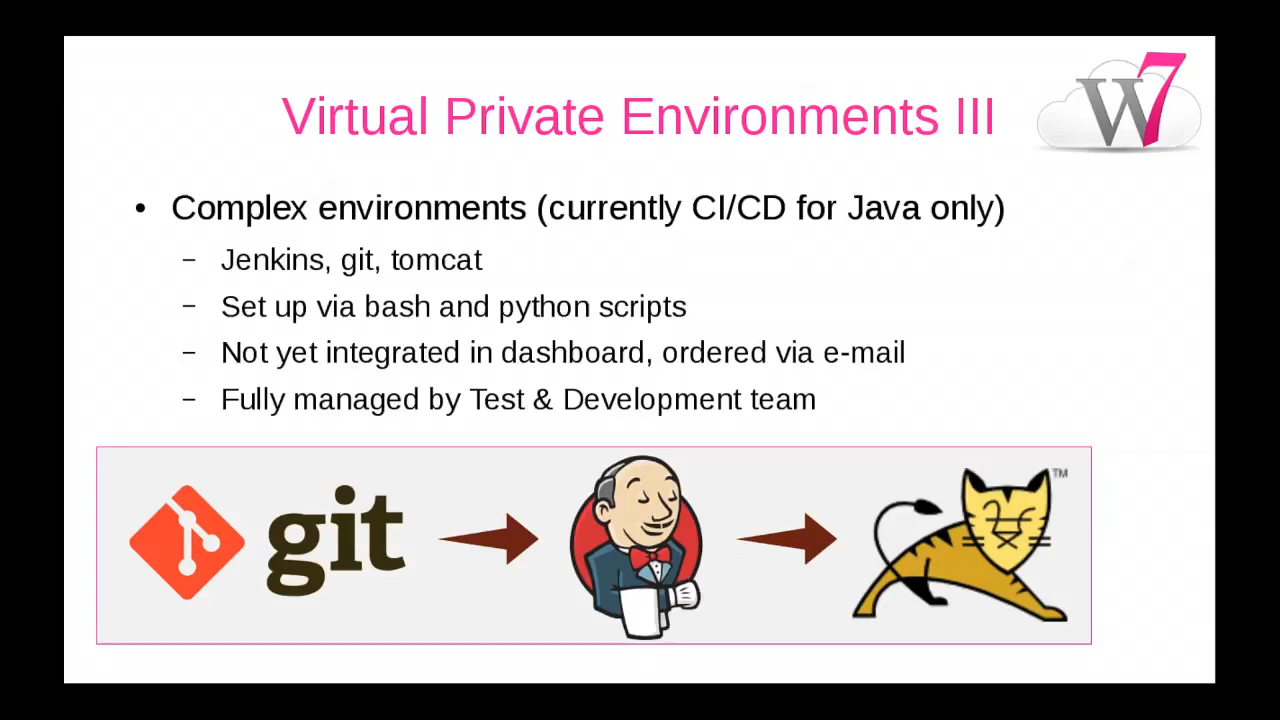 W7
Virtual Private Environments III
• Complex environments (currently CI/CD for Java only)
– Jenkins, git, tomcat
– Set up via bash and python scripts
– Not yet integrated in dashboard, ordered via e-mail
– Fully managed by Test & Development team
git
TM